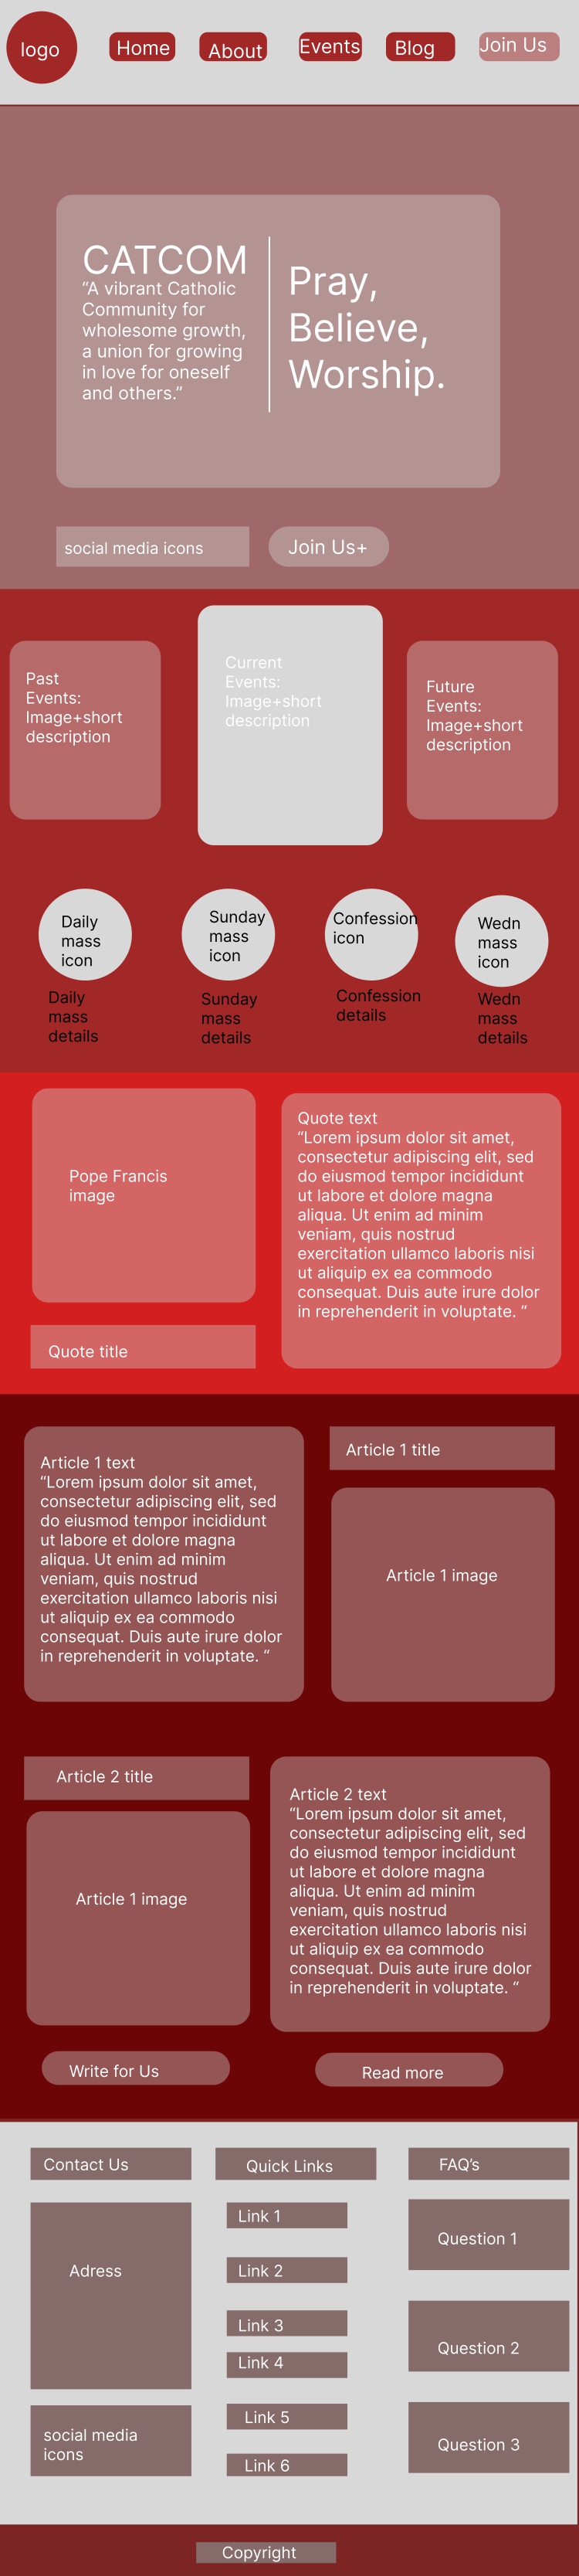 logo
Home
About
Events
Blog
Join Us
CATCOM
“A vibrant Catholic
Community for
wholesome growth,
a union for growing
in love for oneself
and others.”
Pray,
Believe,
Worship.
social media icons
Join Us+
Past
Events:
Image+short
description
Current
Events:
Image+short
description
Future
Events:
Image+short
description
Daily
mass
icon
Sunday
mass
icon
Confession
icon
Wedn
mass
icon
Daily
mass
details
Sunday
mass
details
Confession
details
Wedn
mass
details
Pope Francis
image
Quote title
Quote text
“Lorem ipsum dolor sit amet,
consectetur adipiscing elit, sed
do eiusmod tempor incididunt
ut labore et dolore magna
aliqua. Ut enim ad minim
veniam, quis nostrud
exercitation ullamco laboris nisi
ut aliquip ex ea commodo
consequat. Duis aute irure dolor
in reprehenderit in voluptate. “
Article 1 text
“Lorem ipsum dolor sit amet,
consectetur adipiscing elit, sed
do eiusmod tempor incididunt
ut labore et dolore magna
aliqua. Ut enim ad minim
veniam, quis nostrud
exercitation ullamco laboris nisi
ut aliquip ex ea commodo
consequat. Duis aute irure dolor
in reprehenderit in voluptate. “
Article 1 title
Article 1 image
Article 2 title
Article 1 image
Article 2 text
“Lorem ipsum dolor sit amet,
consectetur adipiscing elit, sed
do eiusmod tempor incididunt
ut labore et dolore magna
aliqua. Ut enim ad minim
veniam, quis nostrud
exercitation ullamco laboris nisi
ut aliquip ex ea commodo
consequat. Duis aute irure dolor
in reprehenderit in voluptate. “
Write for Us
Read more
Contact Us
Adress
social media
icons
Quick Links
Link 1
Link 2
Link 3
Link 4
Link 5
Link 6
FAQ’s
Question 1
Question 2
Question 3
Copyright